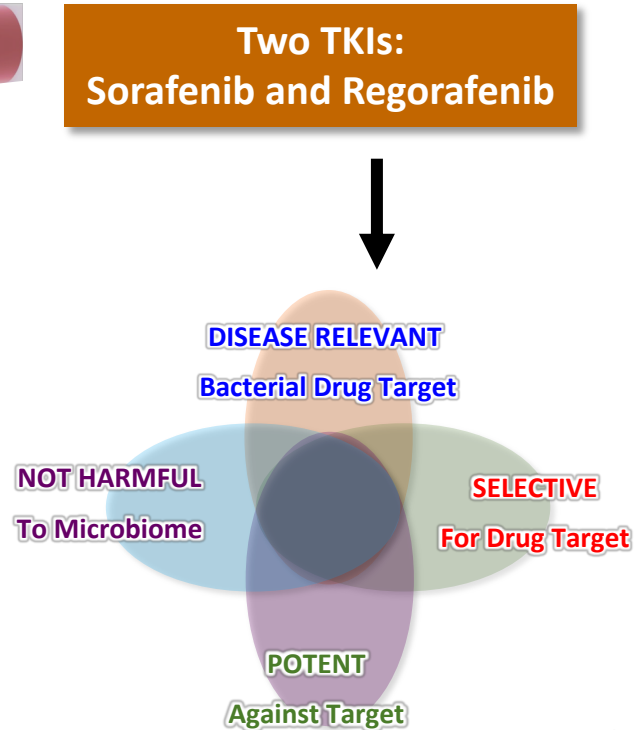 Two TKIs:
Sorafenib and Regorafenib
DISEASE RELEVANT
Bacterial Drug Target
NOT HARMFUL
To Microbiome
SELECTIVE
For Drug Target
POTENT
Against Target